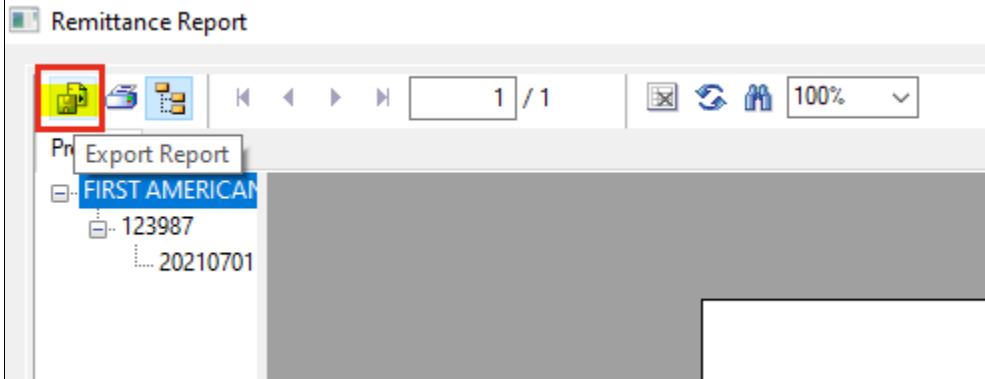 Remittance Report
1 / 1
100%
Pr
Export Report
FIRST AMERICAN
123987
20210701